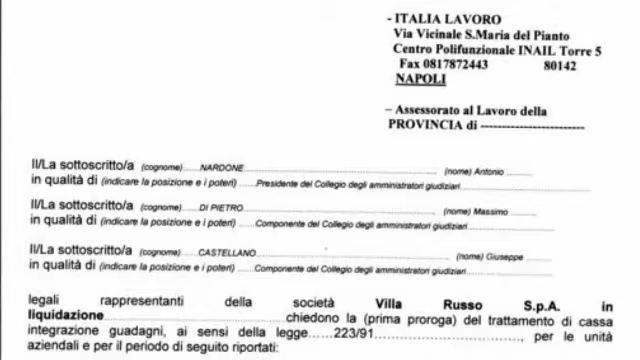 - ITALIA LAVORO
Via Vicinale S.Maria del Pianto
Centro Polifunzionale INAIL Torre 5
Fax 0817872443 80142
NAPOLI
– Assessorato al Lavoro della
PROVINCIA di -----------------------
Il/La sottoscritto/a (cognome).....NARDONE.......................................(nome) Antonio ..........
in qualità di (indicare la posizione e i poteri) ......Presidente del Collegio degli amministratori giudiziari..............................
Il/La sottoscritto/a (cognome).....DI PIETRO.......................................(nome) Massimo ..........
in qualità di (indicare la posizione e i poteri) ......Componente del Collegio degli amministratori giudiziari..............................
Il/La sottoscritto/a (cognome).....CASTELLANO.......................................(nome) Giuseppe ..........
in qualità di (indicare la posizione e i poteri) ......Componente del Collegio degli amministratori giudiziari..............................
legali rappresentanti della società Villa Russo S.p.A. in
liquidazione..............................chiedono la (prima proroga) del trattamento di cassa
integrazione guadagni, ai sensi della legge......223/91..............................., per le unità
aziendali e per il periodo di seguito riportati: